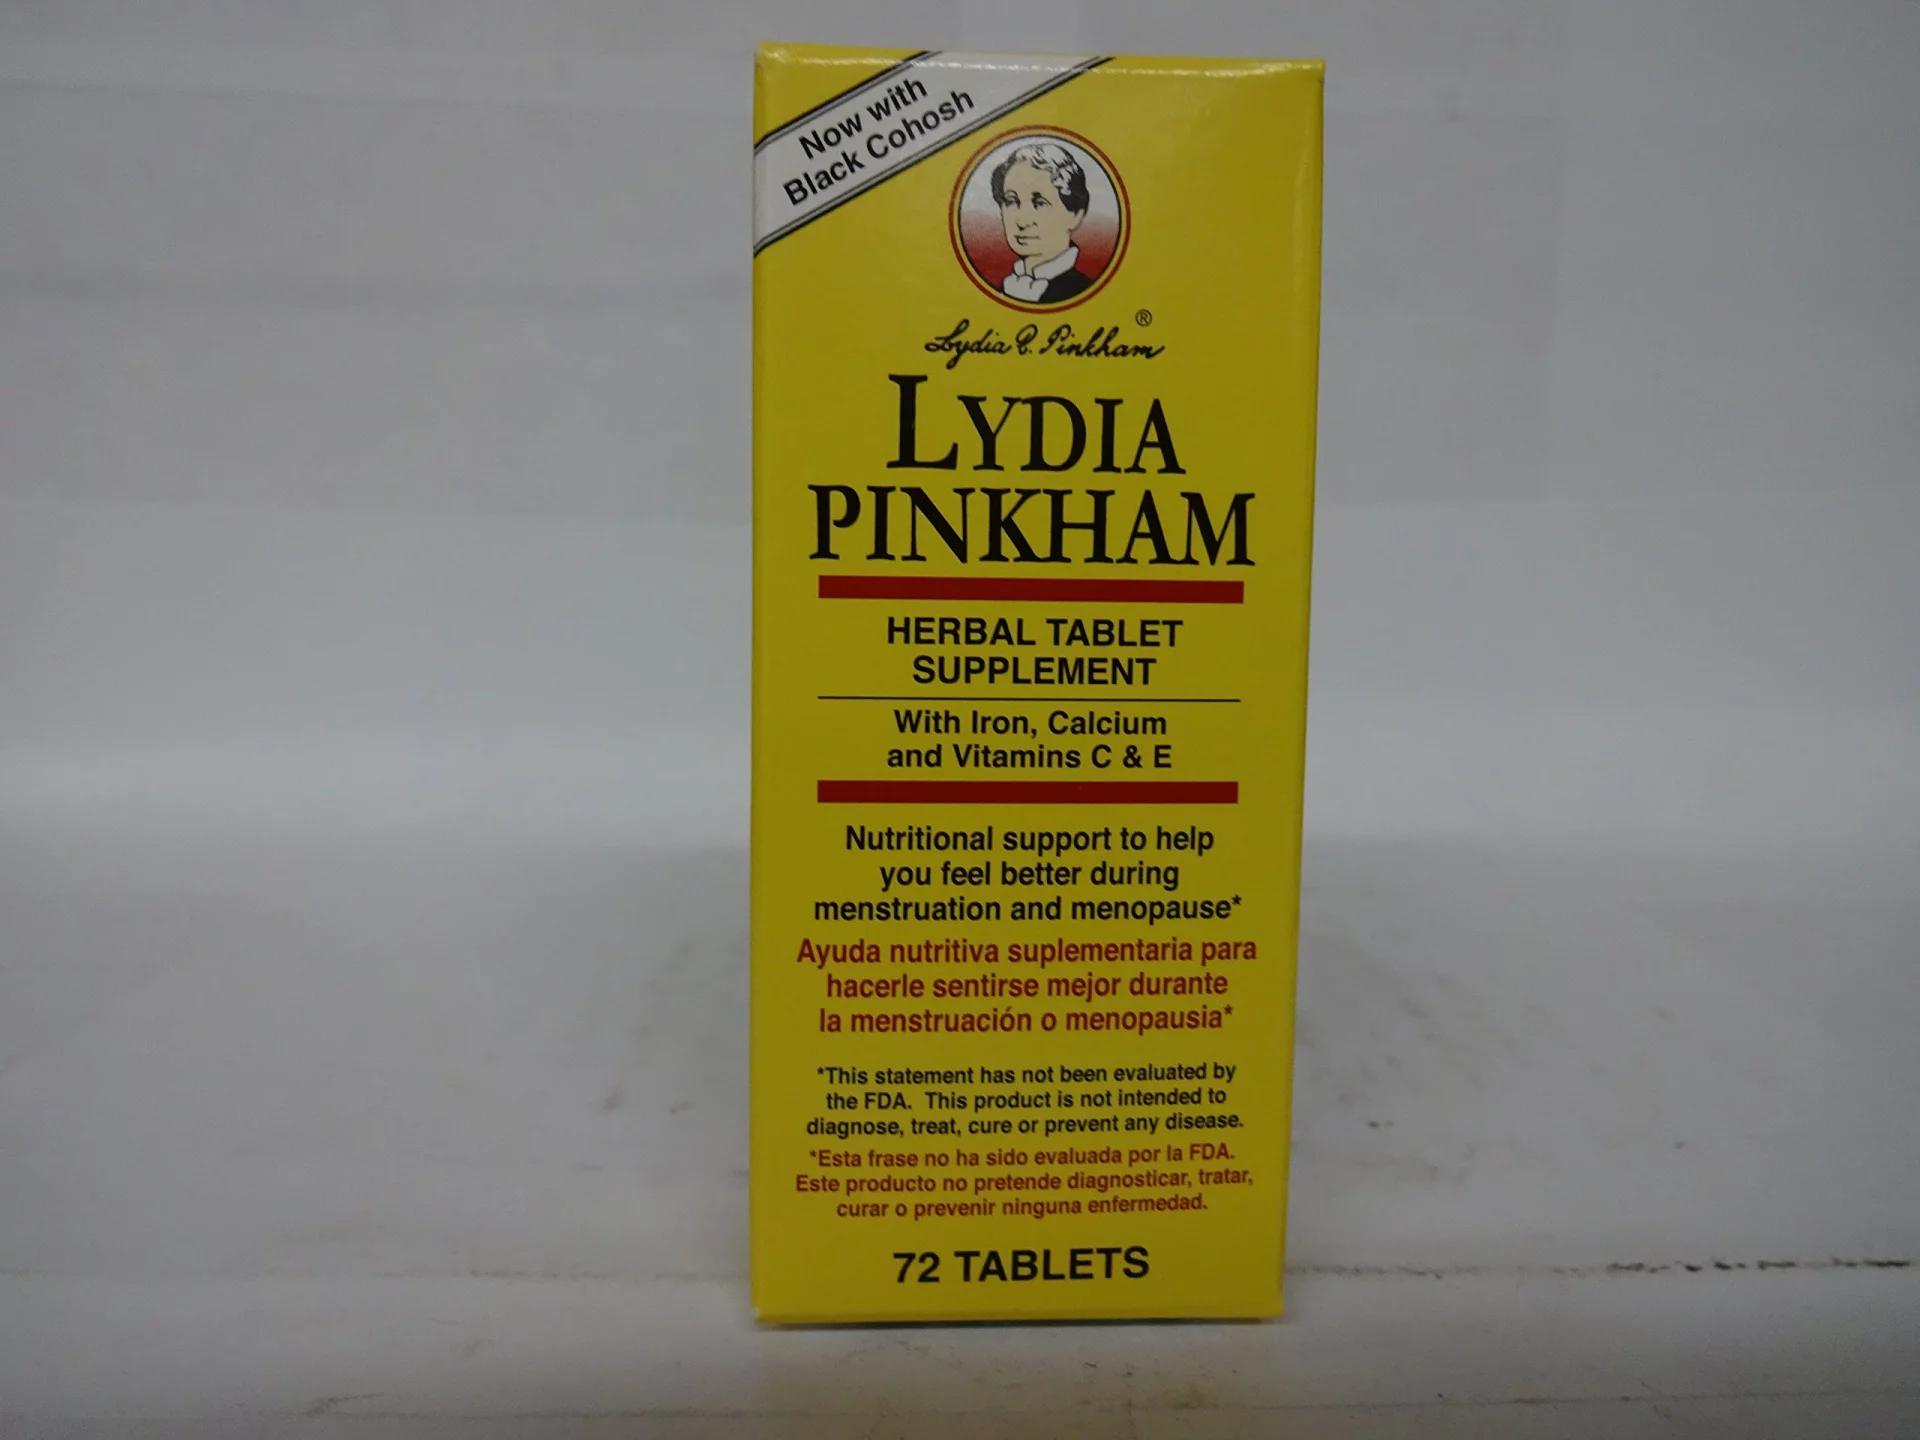 Now with
Black Cohosh
®
Lydia E. Pinkham
LYDIA
PINKHAM
HERBAL TABLET
SUPPLEMENT
With Iron, Calcium
and Vitamins C & E
Nutritional support to help
you feel better during
menstruation and menopause*
Ayuda nutritiva suplementaria para
hacerle sentirse mejor durante
la menstruación o menopausia*
*This statement has not been evaluated by
the FDA. This product is not intended to
diagnose, treat, cure or prevent any disease.
*Esta frase no ha sido evaluada por la FDA.
Este producto no pretende diagnosticar, tratar,
curar o prevenir ninguna enfermedad.
72 TABLETS